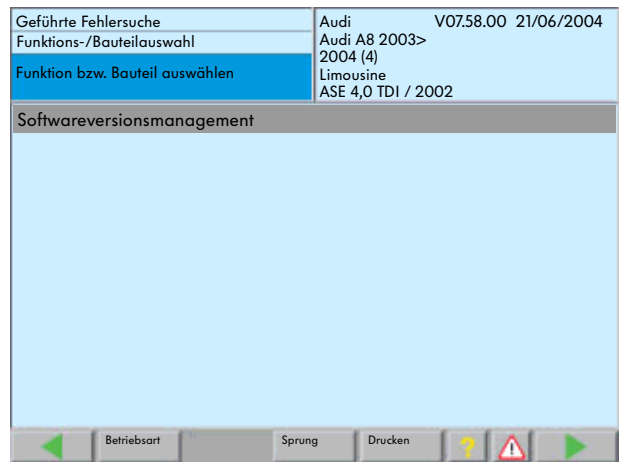 Geführte Fehlersuche
Funktions-/Bauteilauswahl
Funktion bzw. Bauteil auswählen
Audi V07.58.00 21/06/2004
Audi A8 2003>
2004 (4)
Limousine
ASE 4,0 TDI / 2002
Softwareversionsmanagement
Betriebsart Sprung Drucken ?